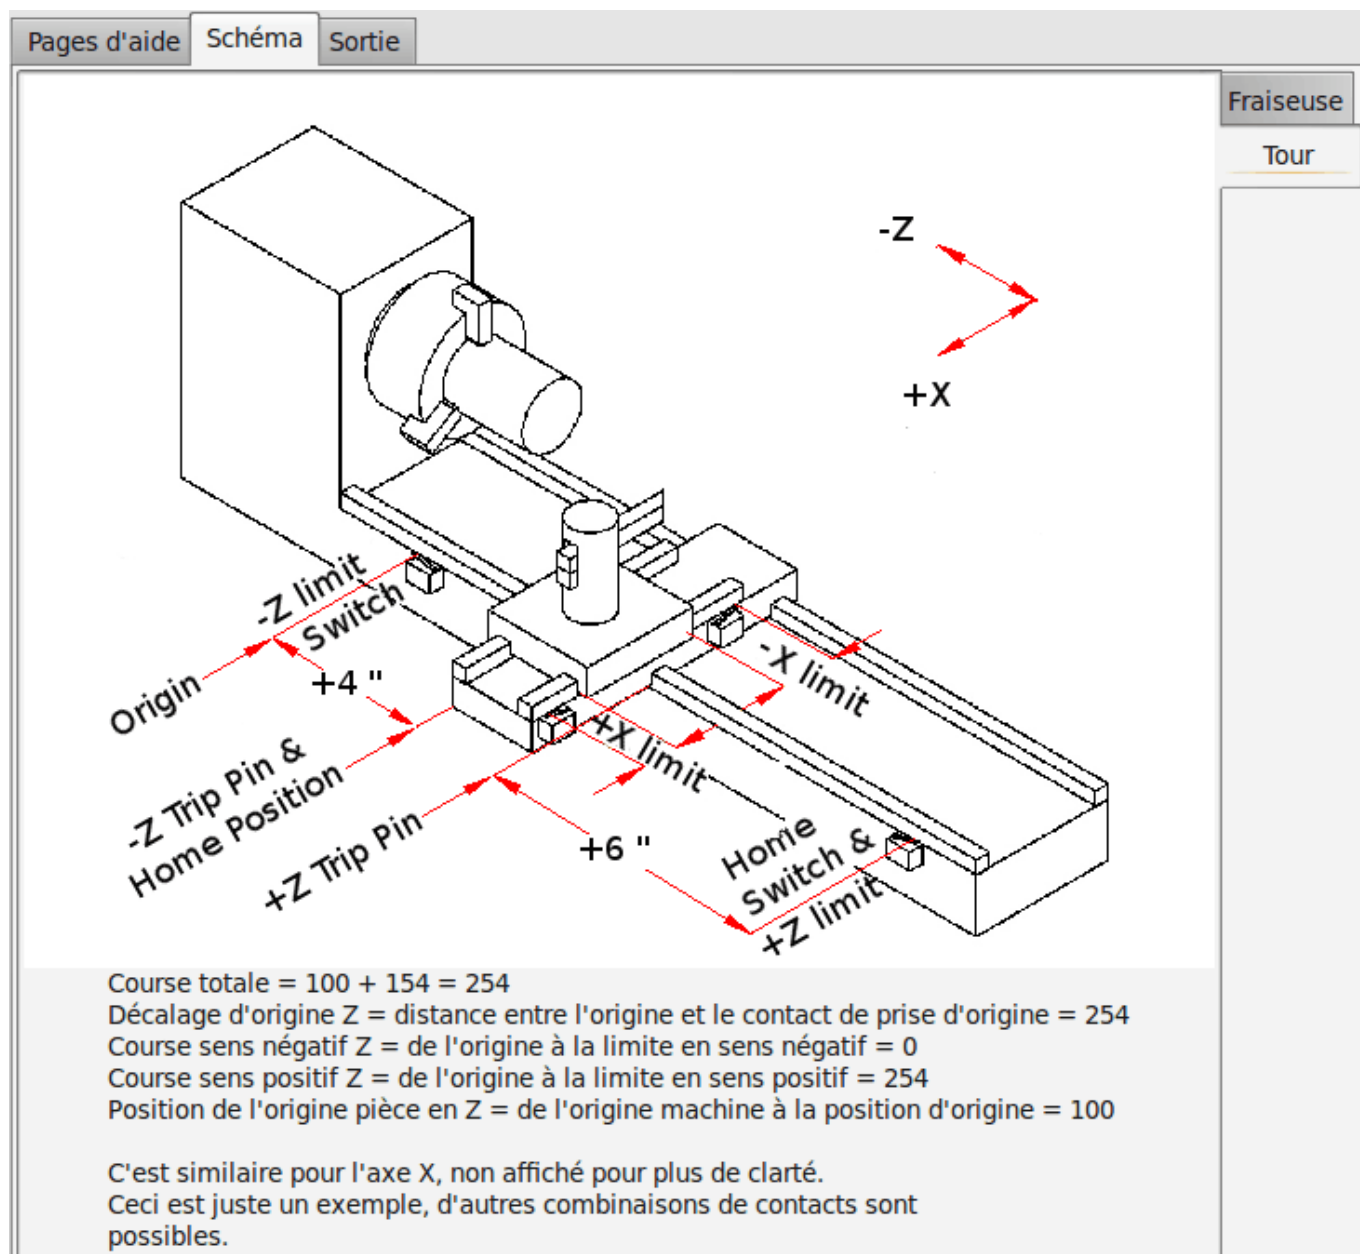 Pages d'aide Schéma Sortie
Fraiseuse
Tour
-Z
+X
-Z limit
Switch
Origin
+4 "
-X limit
+X limit
-Z Trip Pin &
Home Position
+Z Trip Pin
+6 "
Home
Switch &
+Z limit
Course totale = 100 + 154 = 254
Décalage d'origine Z = distance entre l'origine et le contact de prise d'origine = 254
Course sens négatif Z = de l'origine à la limite en sens négatif = 0
Course sens positif Z = de l'origine à la limite en sens positif = 254
Position de l'origine pièce en Z = de l'origine machine à la position d'origine = 100
C'est similaire pour l'axe X, non affiché pour plus de clarté.
Ceci est juste un exemple, d'autres combinaisons de contacts sont
possibles.